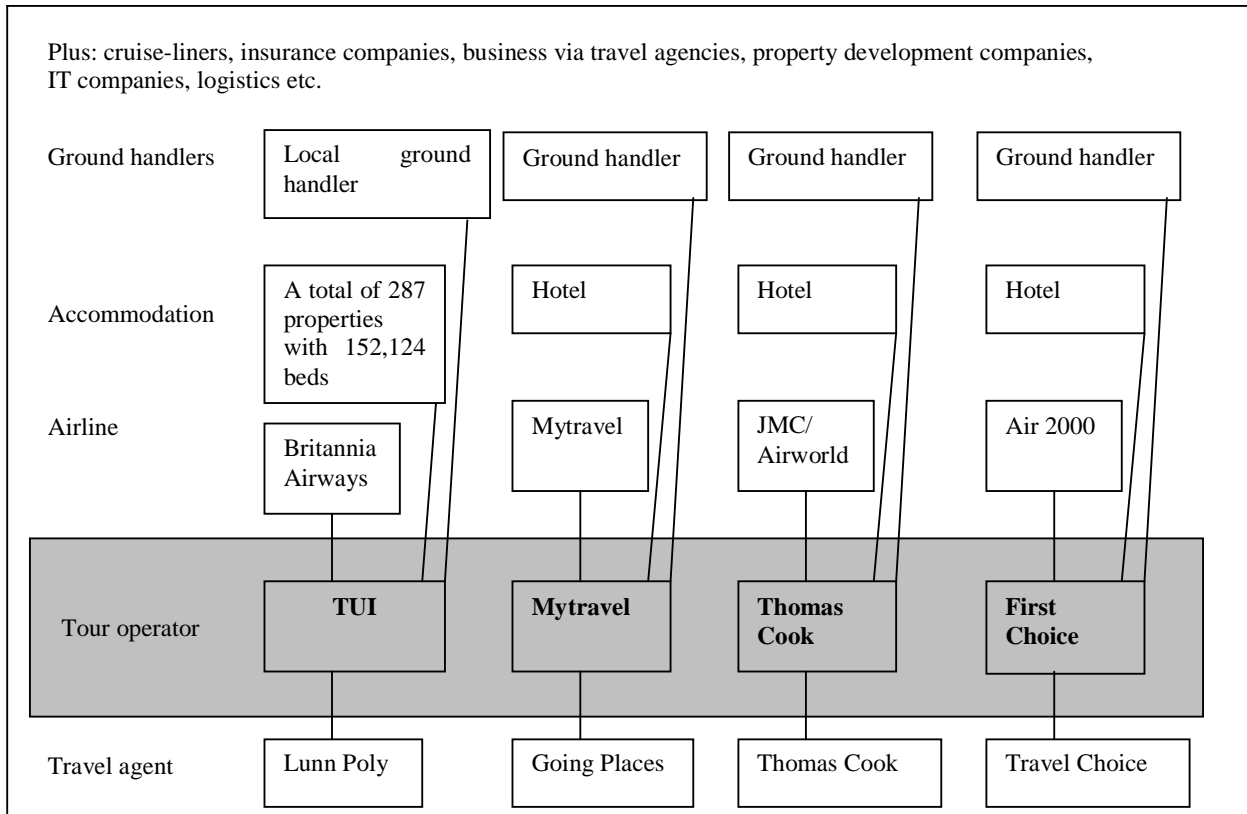 Plus: cruise-liners, insurance companies, business via travel agencies, property development companies,
IT companies, logistics etc.
Ground handlers
Local ground
handler
Ground handler
Ground handler
Ground handler
Accommodation
A total of 287
properties
with 152,124
beds
Hotel
Hotel
Hotel
Airline
Britannia
Airways
Mytravel
JMC/
Airworld
Air 2000
Tour operator
TUI
Mytravel
Thomas
Cook
First
Choice
Travel agent
Lunn Poly
Going Places
Thomas Cook
Travel Choice